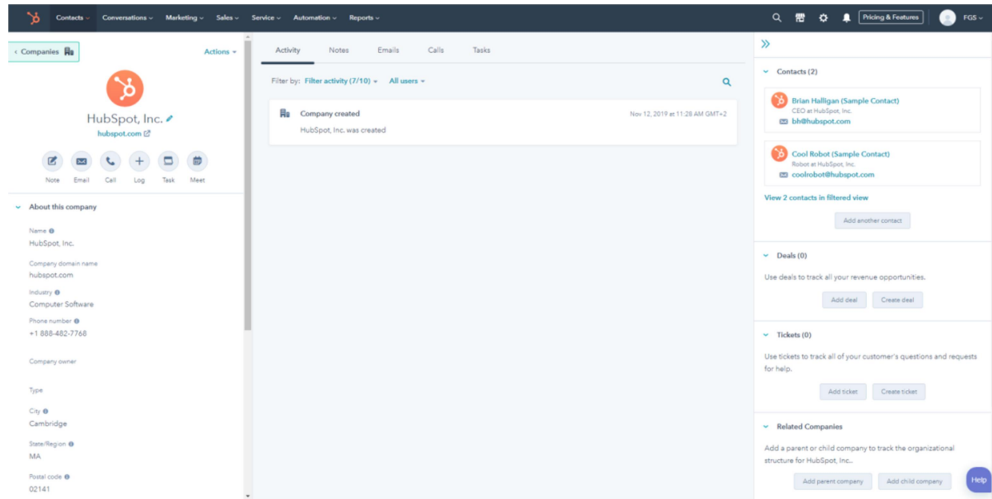 Contacts Conversations Marketing Sales Service Automation Reports Pricing & Features FGS
Companies
Actions
HubSpot, Inc.
hubspot.com
Note Email Call Log Task Meet
About this company
Name
HubSpot, Inc.
Company domain name
hubspot.com
Industry
Computer Software
Phone number
+1 888-482-7768
Company owner
Type
City
Cambridge
State/Region
MA
Postal code
02141
Activity Notes Emails Calls Tasks
Filter by: Filter activity (7/10) All users
Company created Nov 12, 2019 at 11:28 AM GMT+2
HubSpot, Inc. was created
Contacts (2)
Brian Halligan (Sample Contact)
CEO at HubSpot, Inc.
bh@hubspot.com
Cool Robot (Sample Contact)
Robot at HubSpot, Inc.
coolrobot@hubspot.com
View 2 contacts in filtered view
Add another contact
Deals (0)
Use deals to track all your revenue opportunities.
Add deal Create deal
Tickets (0)
Use tickets to track all of your customer's questions and requests
for help.
Add ticket Create ticket
Related Companies
Add a parent or child company to track the organizational
structure for HubSpot, Inc..
Add parent company Add child company
Help